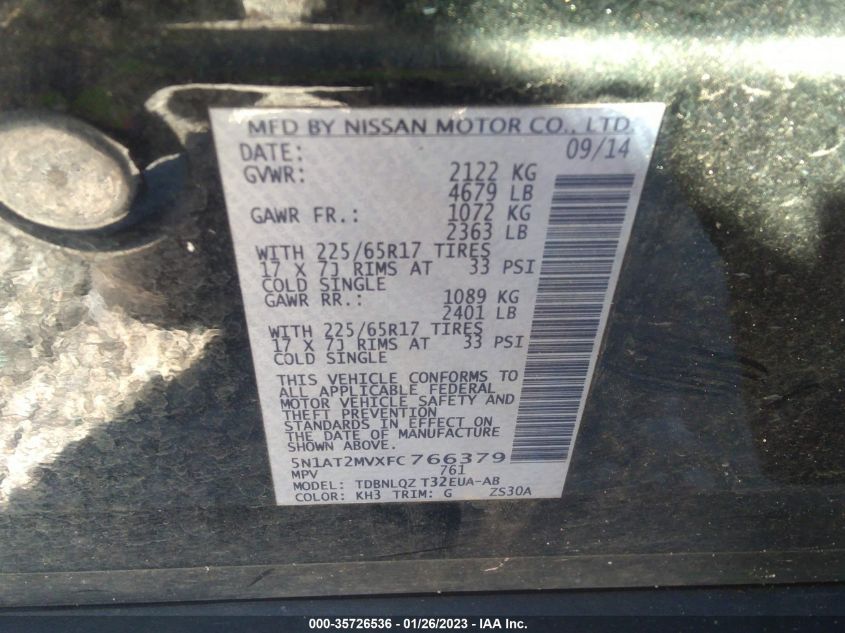 MFD BY NISSAN MOTOR CO., LTD.
DATE: 09/14
GVWR: 2122 KG
4679 LB
GAWR FR.: 1072 KG
2363 LB
WITH 225/65R17 TIRES
17 X 7J RIMS AT 33 PSI
COLD SINGLE
GAWR RR.: 1089 KG
2401 LB
WITH 225/65R17 TIRES
17 X 7J RIMS AT 33 PSI
COLD SINGLE
THIS VEHICLE CONFORMS TO
ALL APPLICABLE FEDERAL
MOTOR VEHICLE SAFETY AND
THEFT PREVENTION
STANDARDS IN EFFECT ON
THE DATE OF MANUFACTURE
SHOWN ABOVE.
5N1AT2MVXFC766379
MPV 761
MODEL: TDBNLQZ T32EUA-AB
COLOR: KH3 TRIM: G ZS30A
000-35726536 - 01/26/2023 - IAA Inc.